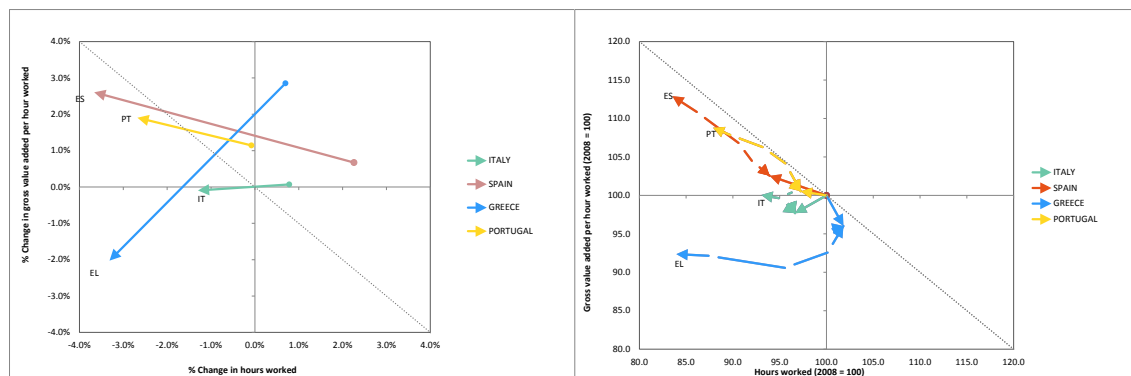 4.0%
3.0%
2.0%
1.0%
0.0%
-1.0%
-2.0%
-3.0%
-4.0%
-4.0% -3.0% -2.0% -1.0% 0.0% 1.0% 2.0% 3.0% 4.0%
% Change in gross value added per hour worked
% Change in hours worked
ES
PT
IT
EL
ITALY
SPAIN
GREECE
PORTUGAL
120.0
115.0
110.0
105.0
100.0
95.0
90.0
85.0
80.0
80.0 85.0 90.0 95.0 100.0 105.0 110.0 115.0 120.0
Gross value added per hour worked (2008 = 100)
Hours worked (2008 = 100)
ES
PT
IT
EL
ITALY
SPAIN
GREECE
PORTUGAL